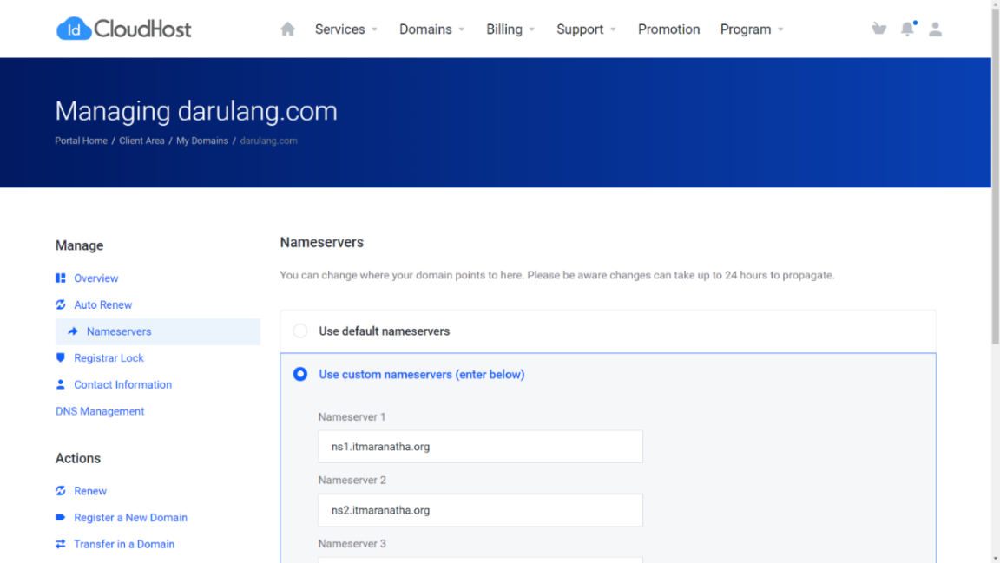 Id CloudHost
Services Domains Billing Support Promotion Program
Managing darulang.com
Portal Home / Client Area / My Domains / darulang.com
Manage
Overview
Auto Renew
Nameservers
Registrar Lock
Contact Information
DNS Management
Actions
Renew
Register a New Domain
Transfer in a Domain
Nameservers
You can change where your domain points to here. Please be aware changes can take up to 24 hours to propagate.
Use default nameservers
Use custom nameservers (enter below)
Nameserver 1
ns1.itmaranatha.org
Nameserver 2
ns2.itmaranatha.org
Nameserver 3